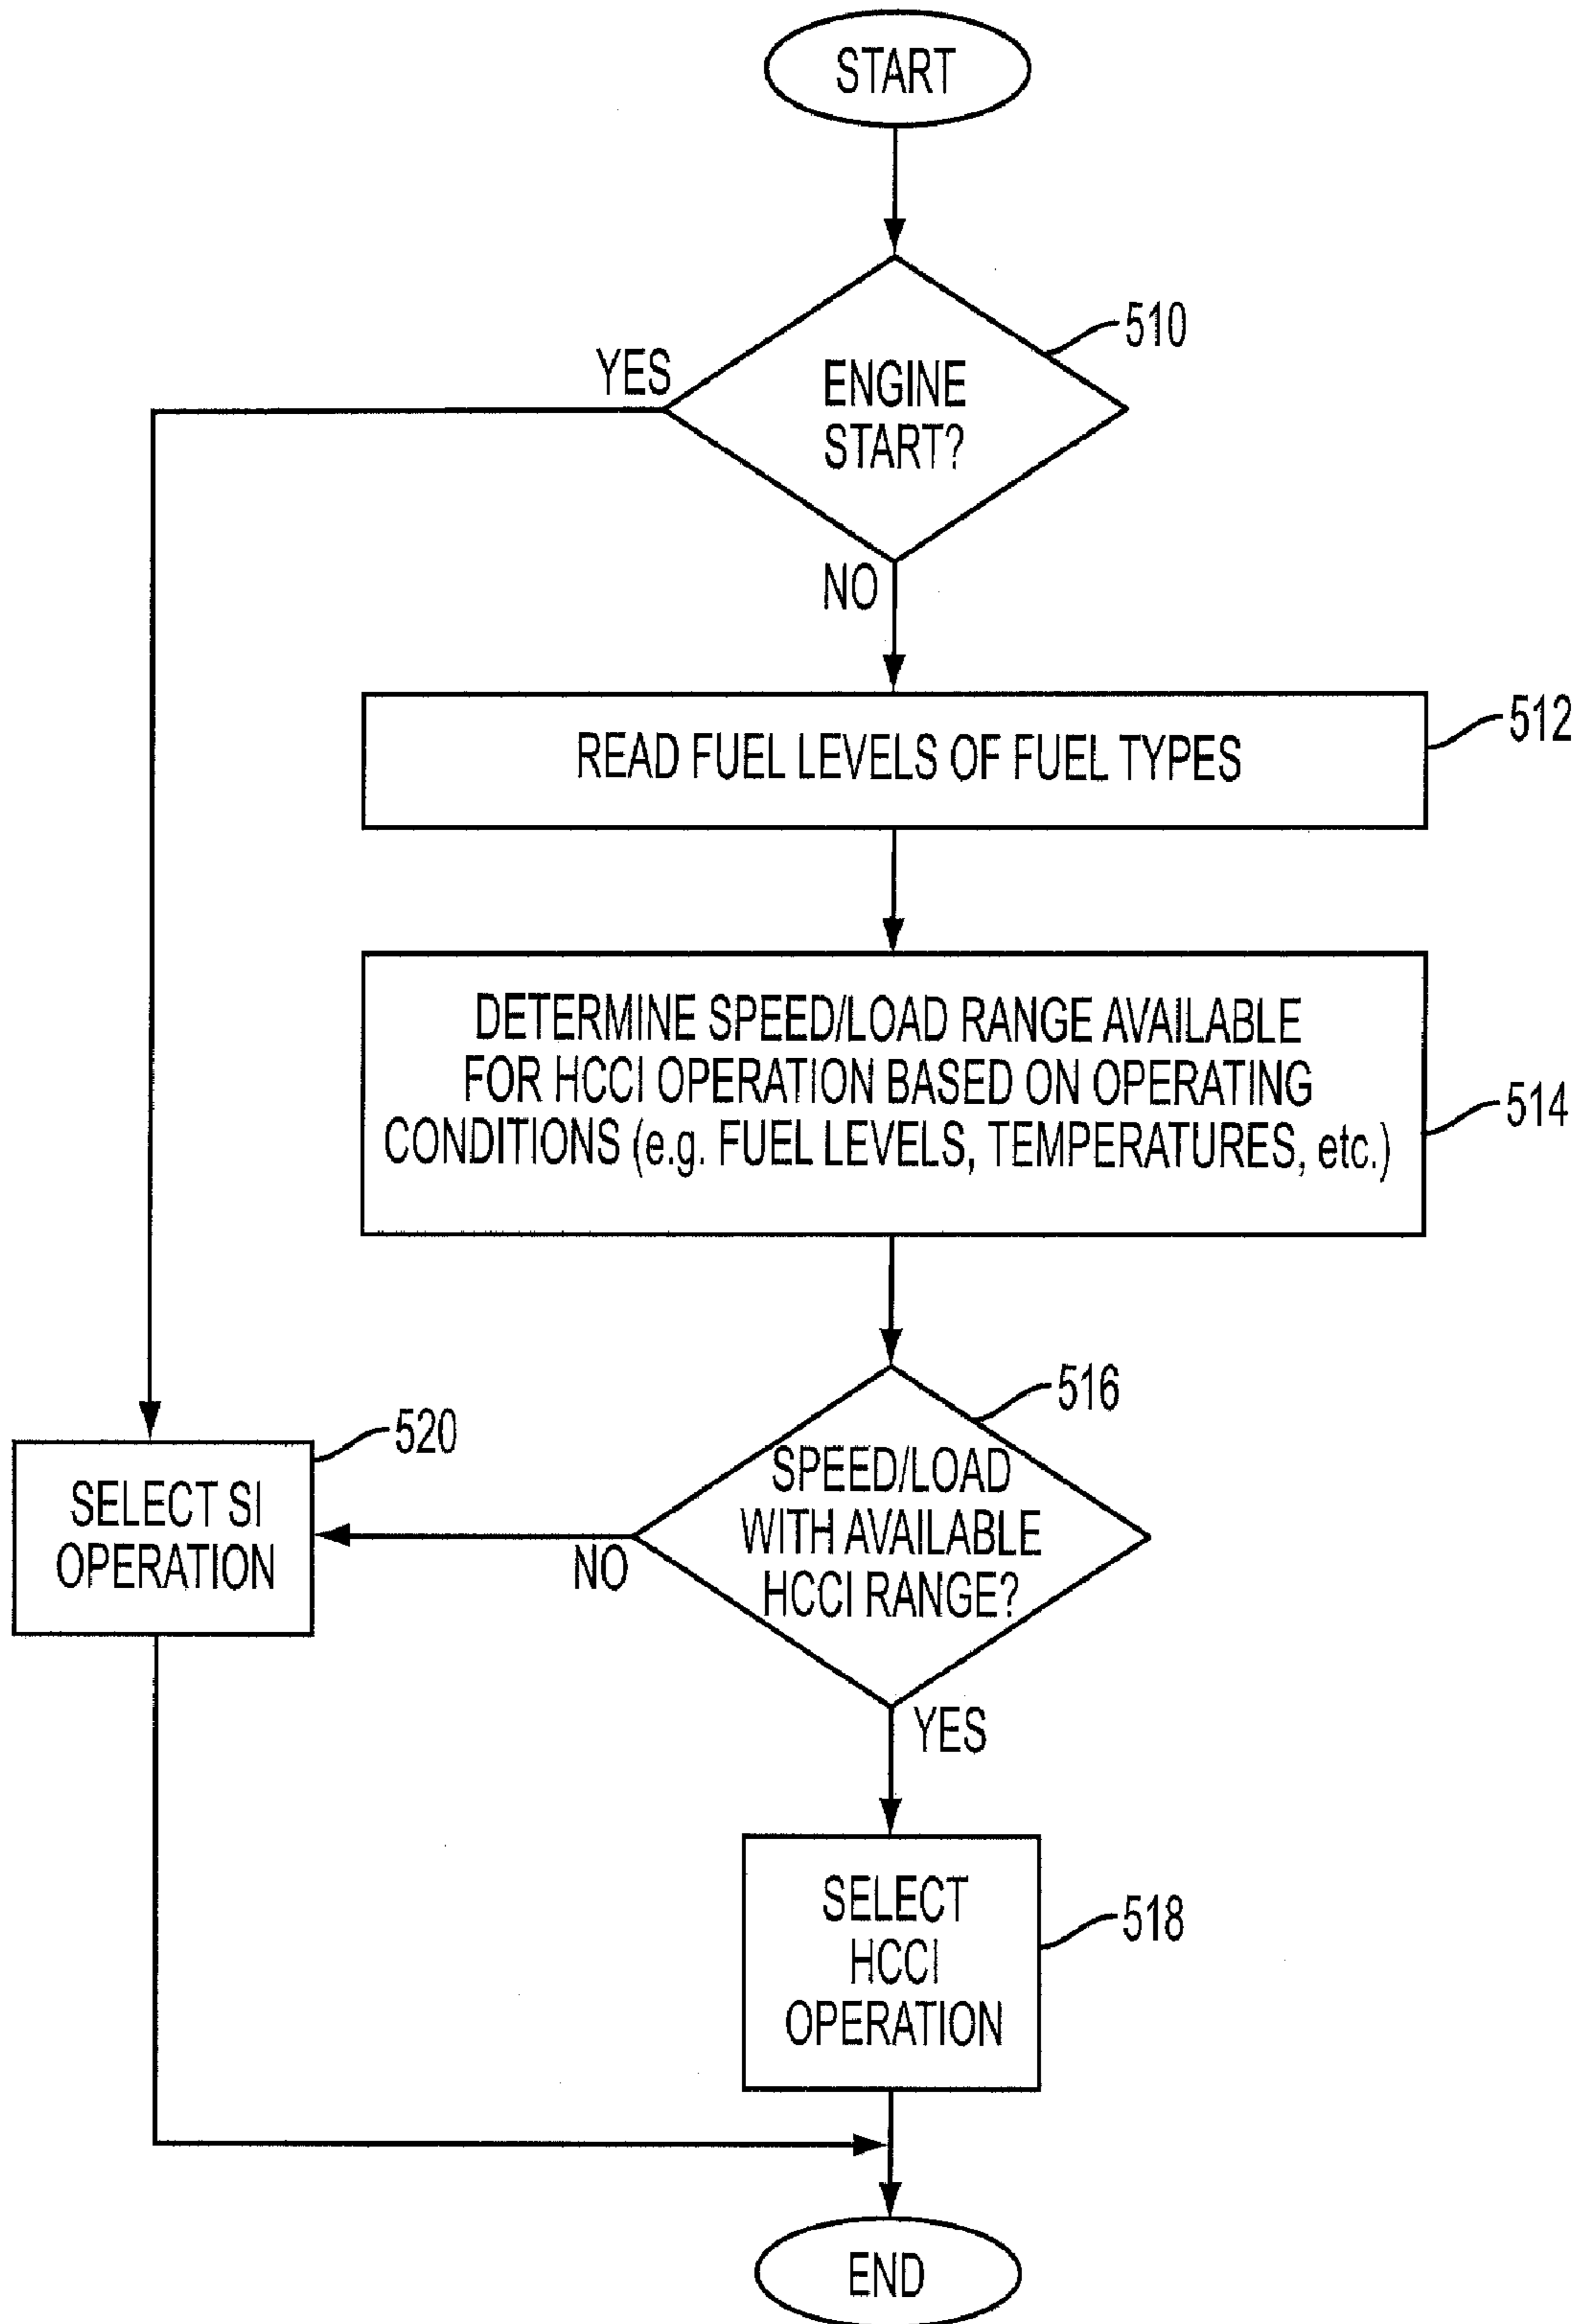 START
510
YES
ENGINE
START?
NO
512
READ FUEL LEVELS OF FUEL TYPES
DETERMINE SPEED/LOAD RANGE AVAILABLE
FOR HCCI OPERATION BASED ON OPERATING
CONDITIONS (e.g. FUEL LEVELS, TEMPERATURES, etc.)
514
516
520
SPEED/LOAD
WITH AVAILABLE
HCCI RANGE?
SELECT SI
OPERATION
NO
YES
SELECT
HCCI
OPERATION
518
END